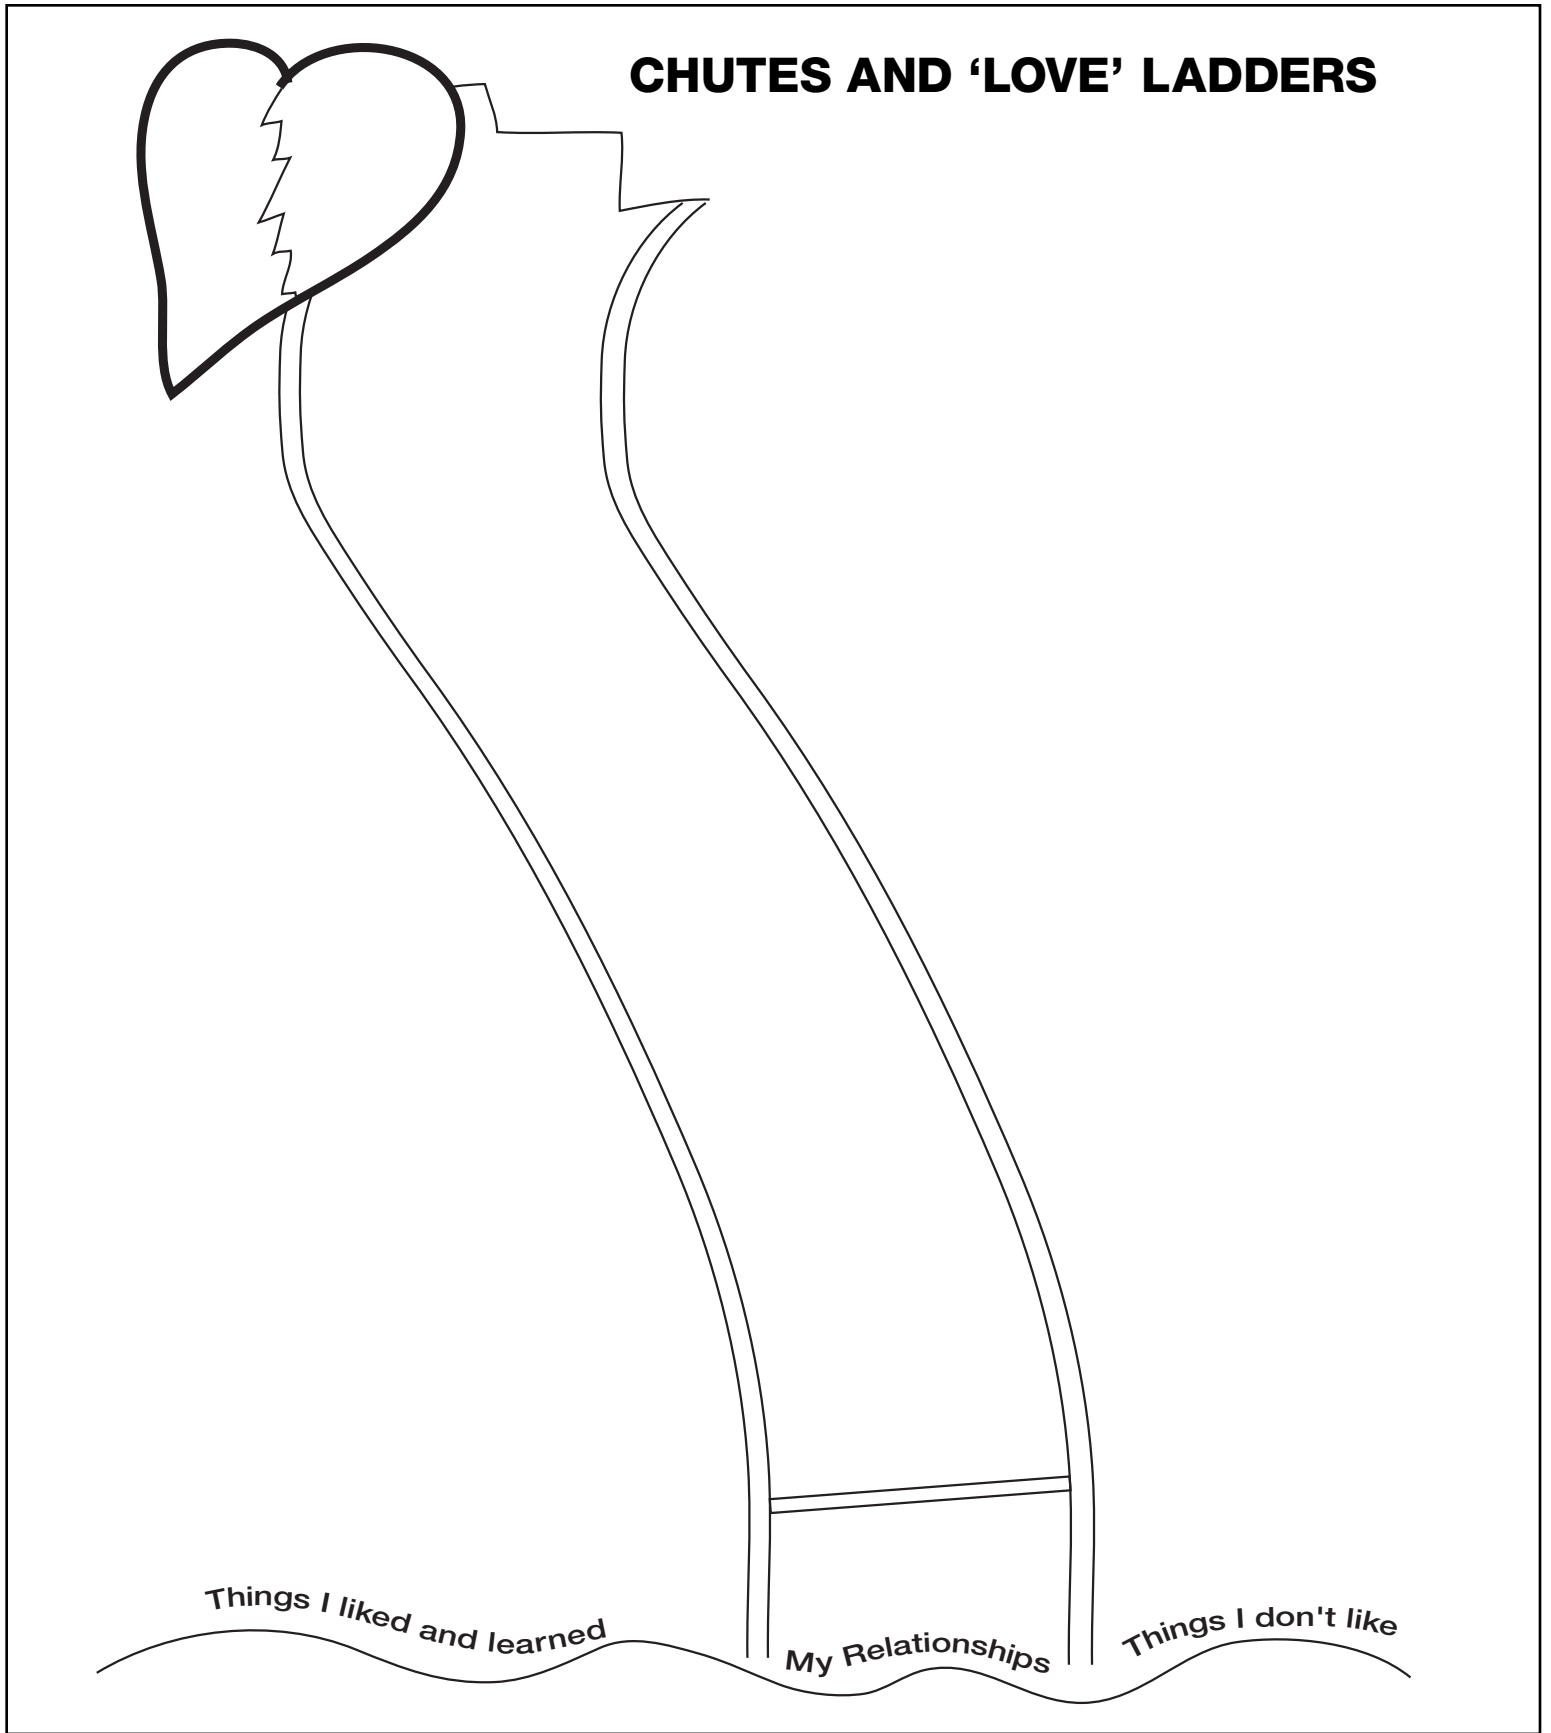 CHUTES AND ‘LOVE’ LADDERS
Things I liked and learned
My Relationships
Things I don't like